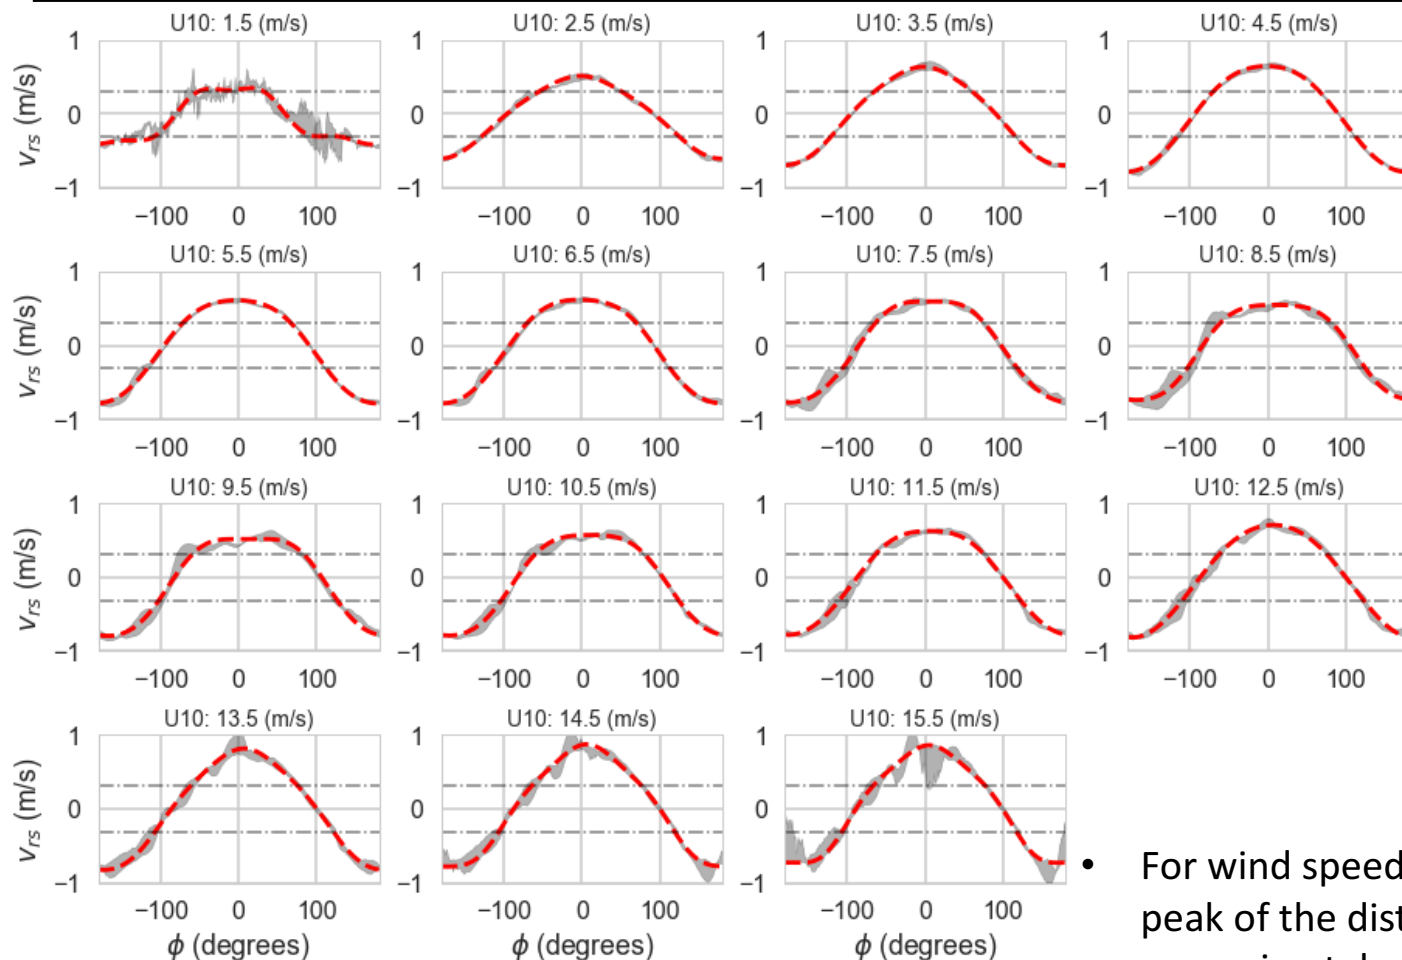 U10: 1.5 (m/s) U10: 2.5 (m/s) U10: 3.5 (m/s) U10: 4.5 (m/s)
1 1 1 1
0 0 0 0
−1 −1 −1 −1
v_rs (m/s)
−100 0 100 −100 0 100 −100 0 100 −100 0 100
U10: 5.5 (m/s) U10: 6.5 (m/s) U10: 7.5 (m/s) U10: 8.5 (m/s)
1 1 1 1
0 0 0 0
−1 −1 −1 −1
v_rs (m/s)
−100 0 100 −100 0 100 −100 0 100 −100 0 100
U10: 9.5 (m/s) U10: 10.5 (m/s) U10: 11.5 (m/s) U10: 12.5 (m/s)
1 1 1 1
0 0 0 0
−1 −1 −1 −1
v_rs (m/s)
−100 0 100 −100 0 100 −100 0 100 −100 0 100
U10: 13.5 (m/s) U10: 14.5 (m/s) U10: 15.5 (m/s)
1 1 1
0 0 0
−1 −1 −1
v_rs (m/s)
−100 0 100 −100 0 100 −100 0 100
ϕ (degrees) ϕ (degrees) ϕ (degrees)
• For wind speed
peak of the dist